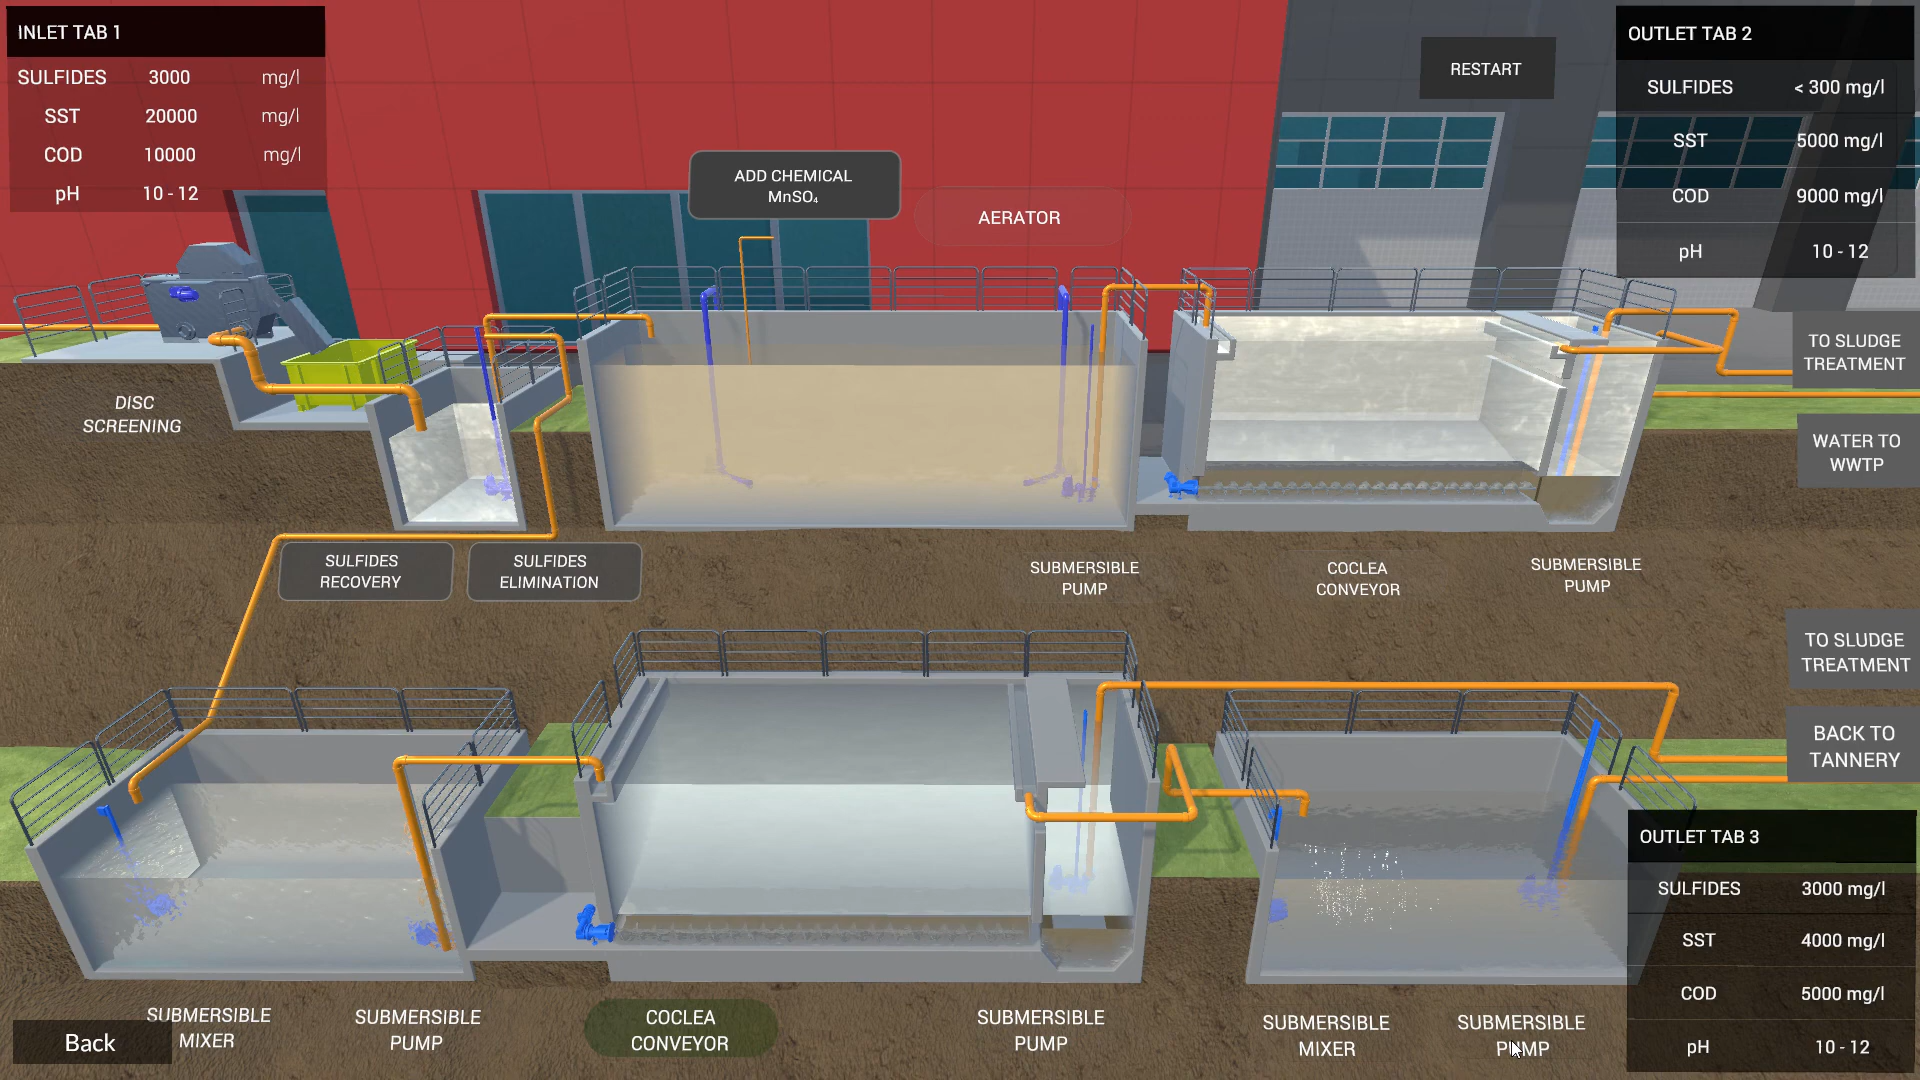 INLET TAB 1
SULFIDES 3000 mg/l
SST 20000 mg/l
COD 10000 mg/l
pH 10 - 12
ADD CHEMICAL
MnSO₄
AERATOR
RESTART
OUTLET TAB 2
SULFIDES < 300 mg/l
SST 5000 mg/l
COD 9000 mg/l
pH 10 - 12
DISC
SCREENING
TO SLUDGE
TREATMENT
WATER TO
WWTP
SULFIDES
RECOVERY
SULFIDES
ELIMINATION
SUBMERSIBLE
PUMP
COCLEA
CONVEYOR
SUBMERSIBLE
PUMP
TO SLUDGE
TREATMENT
BACK TO
TANNERY
OUTLET TAB 3
SULFIDES 3000 mg/l
SST 4000 mg/l
COD 5000 mg/l
pH 10 - 12
SUBMERSIBLE
MIXER
SUBMERSIBLE
PUMP
COCLEA
CONVEYOR
SUBMERSIBLE
PUMP
SUBMERSIBLE
MIXER
SUBMERSIBLE
PUMP
Back